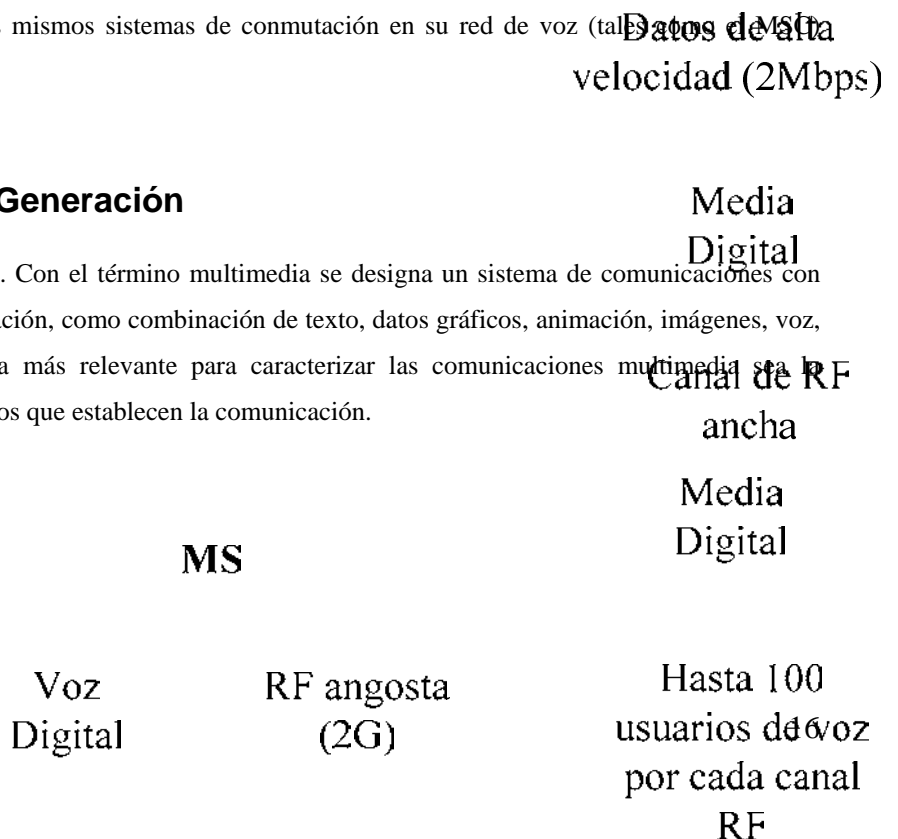 mismos sistemas de conmutación en su red de voz (tales como el MSC)
Datos de alta
velocidad (2Mbps)
Generación
Media
Digital
. Con el término multimedia se designa un sistema de comunicaciones con
ación, como combinación de texto, datos gráficos, animación, imágenes, voz,
a más relevante para caracterizar las comunicaciones multimedia sea la
Canal de RF
ancha
os que establecen la comunicación.
Media
Digital
MS
Voz
Digital
RF angosta
(2G)
Hasta 100
usuarios de voz
por cada canal
RF
16